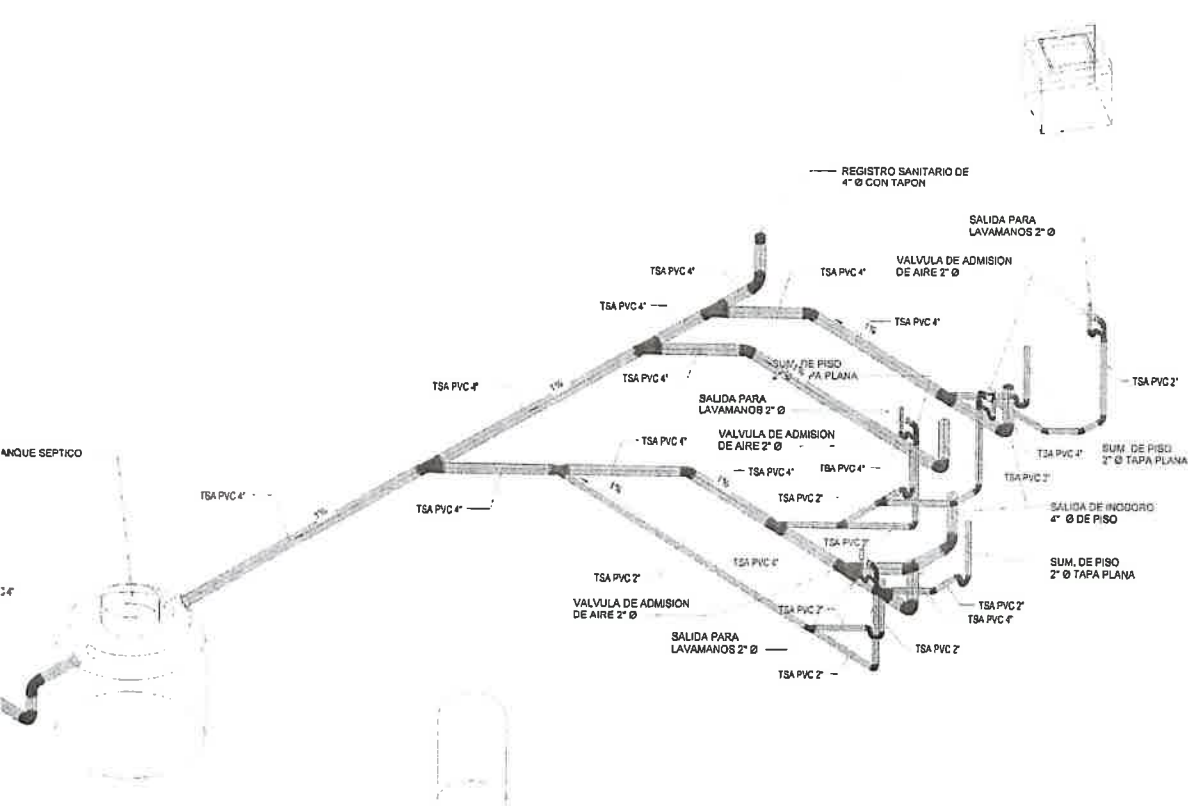 REGISTRO SANITARIO DE
4" Ø CON TAPON
SALIDA PARA
LAVAMANOS 2" Ø
VALVULA DE ADMISION
DE AIRE 2" Ø
TSA PVC 4"
TSA PVC 4"
TSA PVC 4"
TSA PVC 4"
SUM. DE PISO
2" Ø TAPA PLANA
TSA PVC 4"
TSA PVC 4"
TSA PVC 2"
SALIDA PARA
LAVAMANOS 2" Ø
VALVULA DE ADMISION
DE AIRE 2" Ø
TSA PVC 4"
TSA PVC 4"
TSA PVC 4"
TSA PVC 4"
SUM. DE PISO
2" Ø TAPA PLANA
ANQUE SEPTICO
TSA PVC 2"
TSA PVC 4"
TSA PVC 4"
TSA PVC 2"
SALIDA DE INODORO
4" Ø DE PISO
TSA PVC 2"
TSA PVC 4"
SUM. DE PISO
2" Ø TAPA PLANA
TSA PVC 2"
VALVULA DE ADMISION
DE AIRE 2" Ø
TSA PVC 2"
TSA PVC 2"
TSA PVC 4"
SALIDA PARA
LAVAMANOS 2" Ø
TSA PVC 2"
TSA PVC 2"